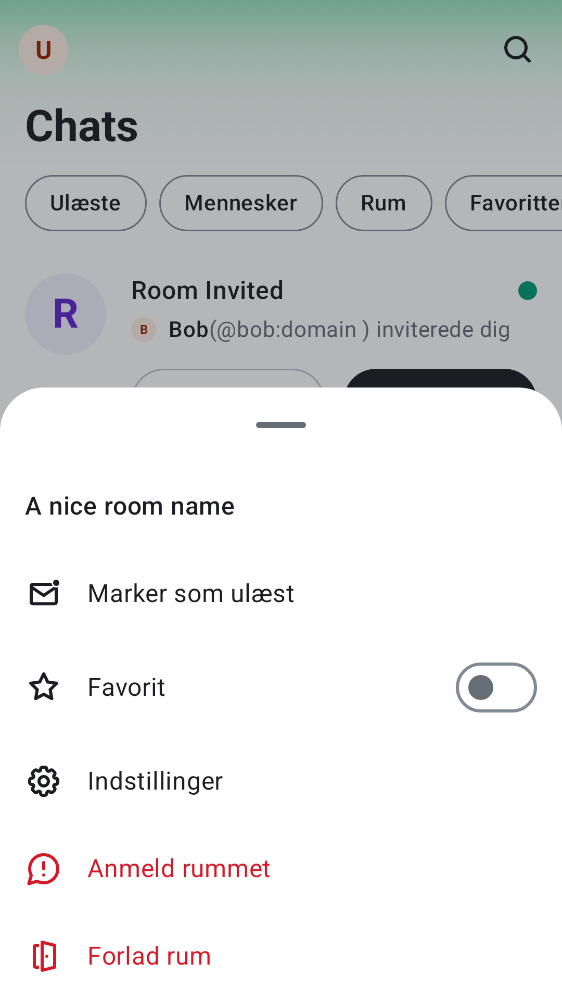 U
Chats
Ulæste Mennesker Rum Favoritter
R
Room Invited
B Bob(@bob:domain ) inviterede dig
A nice room name
Marker som ulæst
Favorit
Indstillinger
Anmeld rummet
Forlad rum